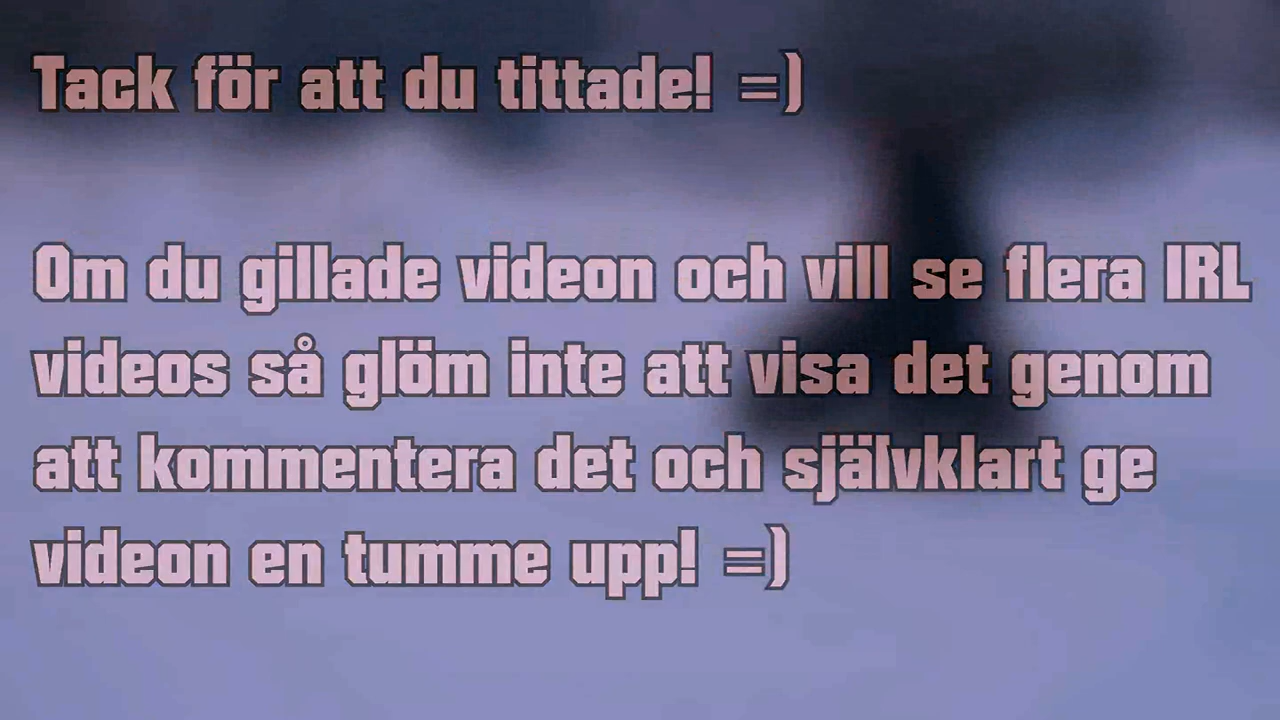 Tack för att du tittade! =)
Om du gillade videon och vill se flera IRL
videos så glöm inte att visa det genom
att kommentera det och självklart ge
videon en tumme upp! =)